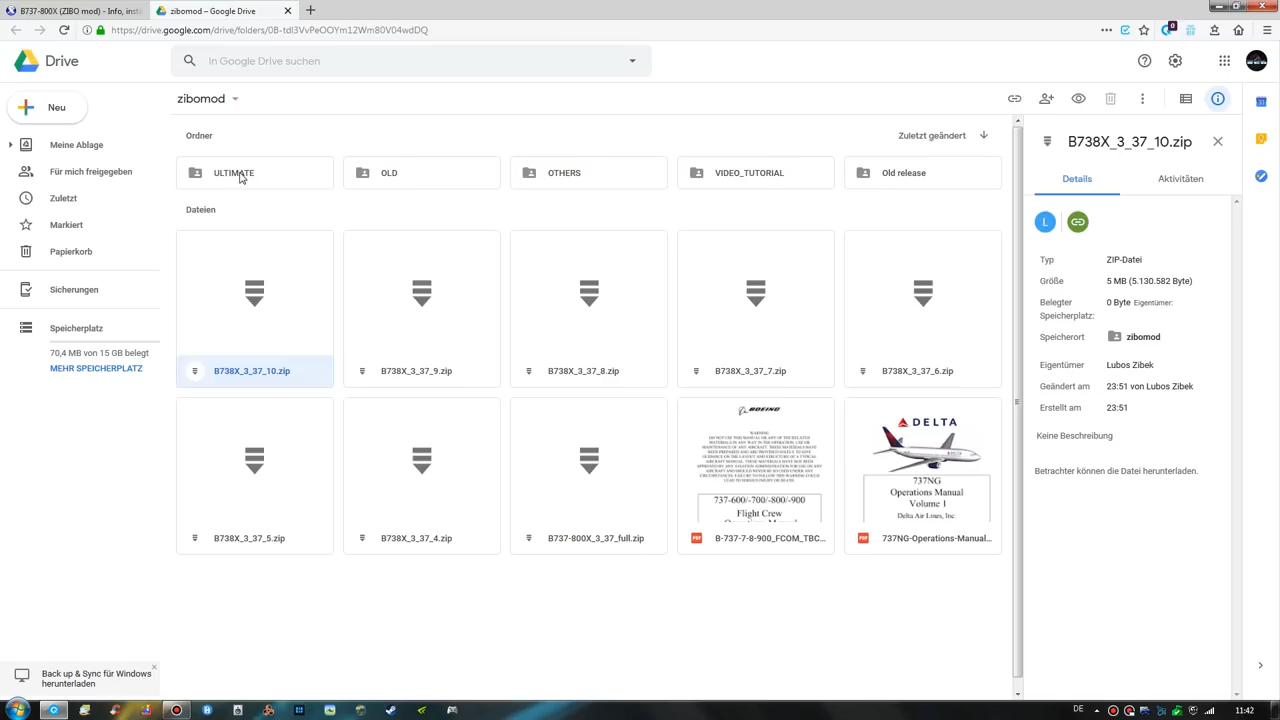 B737-800X (ZIBO mod) - Info, inst
zibomod – Google Drive
https://drive.google.com/drive/folders/0B-tdl3VvPeOOYm12Wm80V04wdDQ
0
Drive
In Google Drive suchen
Neu
zibomod
Meine Ablage
Für mich freigegeben
Zuletzt
Markiert
Papierkorb
Sicherungen
Speicherplatz
70,4 MB von 15 GB belegt
MEHR SPEICHERPLATZ
Back up & Sync für Windows
herunterladen
Ordner
Zuletzt geändert
ULTIMATE
OLD
OTHERS
VIDEO_TUTORIAL
Old release
Dateien
B738X_3_37_10.zip
B738X_3_37_9.zip
B738X_3_37_8.zip
B738X_3_37_7.zip
B738X_3_37_6.zip
BOEING
WARNING
737-600/-700/-800/-900
Flight Crew
Operations Manual
DELTA
737NG
Operations Manual
Volume 1
Delta Air Lines, Inc.
B738X_3_37_5.zip
B738X_3_37_4.zip
B737-800X_3_37_full.zip
PDF
B-737-7-8-900_FCOM_TBC...
PDF
737NG-Operations-Manual...
B738X_3_37_10.zip
Details
Aktivitäten
L
Typ
ZIP-Datei
Größe
5 MB (5.130.582 Byte)
Belegter
Speicherplatz:
0 Byte Eigentümer:
Speicherort
zibomod
Eigentümer
Lubos Zibek
Geändert am
23:51 von Lubos Zibek
Erstellt am
23:51
Keine Beschreibung
Betrachter können die Datei herunterladen.
DE
11:42